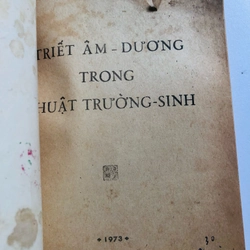 TRIẾT ÂM - DƯƠNG
TRONG
THUẬT TRƯỜNG-SINH
* 1973 *